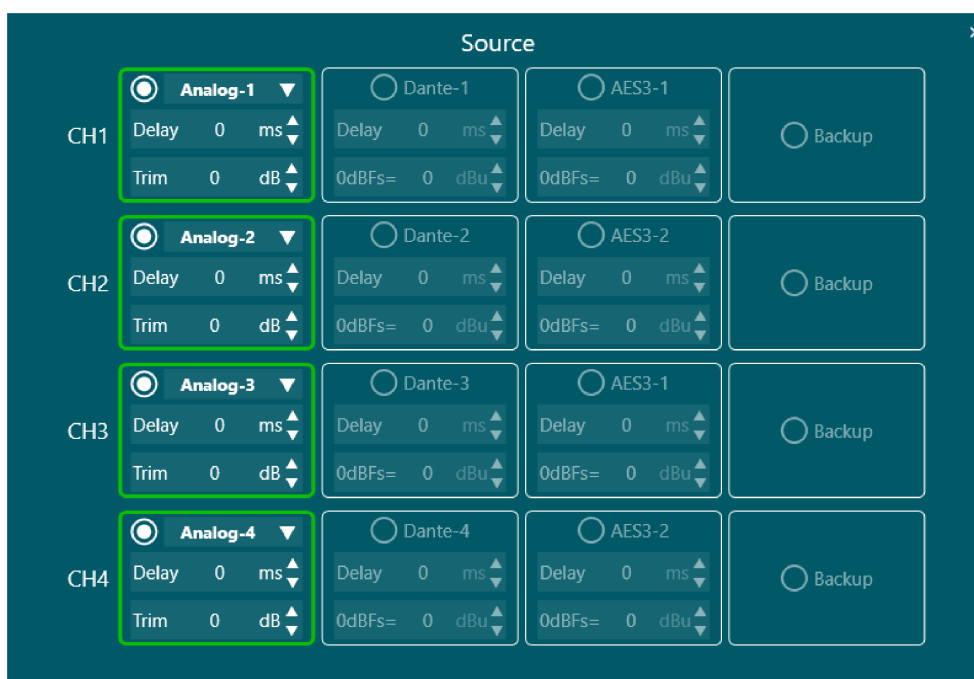 Source
Analog-1 Dante-1 AES3-1
CH1 Delay 0 ms Delay 0 ms Delay 0 ms Backup
Trim 0 dB 0dBFs= 0 dBu 0dBFs= 0 dBu
Analog-2 Dante-2 AES3-2
CH2 Delay 0 ms Delay 0 ms Delay 0 ms Backup
Trim 0 dB 0dBFs= 0 dBu 0dBFs= 0 dBu
Analog-3 Dante-3 AES3-1
CH3 Delay 0 ms Delay 0 ms Delay 0 ms Backup
Trim 0 dB 0dBFs= 0 dBu 0dBFs= 0 dBu
Analog-4 Dante-4 AES3-2
CH4 Delay 0 ms Delay 0 ms Delay 0 ms Backup
Trim 0 dB 0dBFs= 0 dBu 0dBFs= 0 dBu